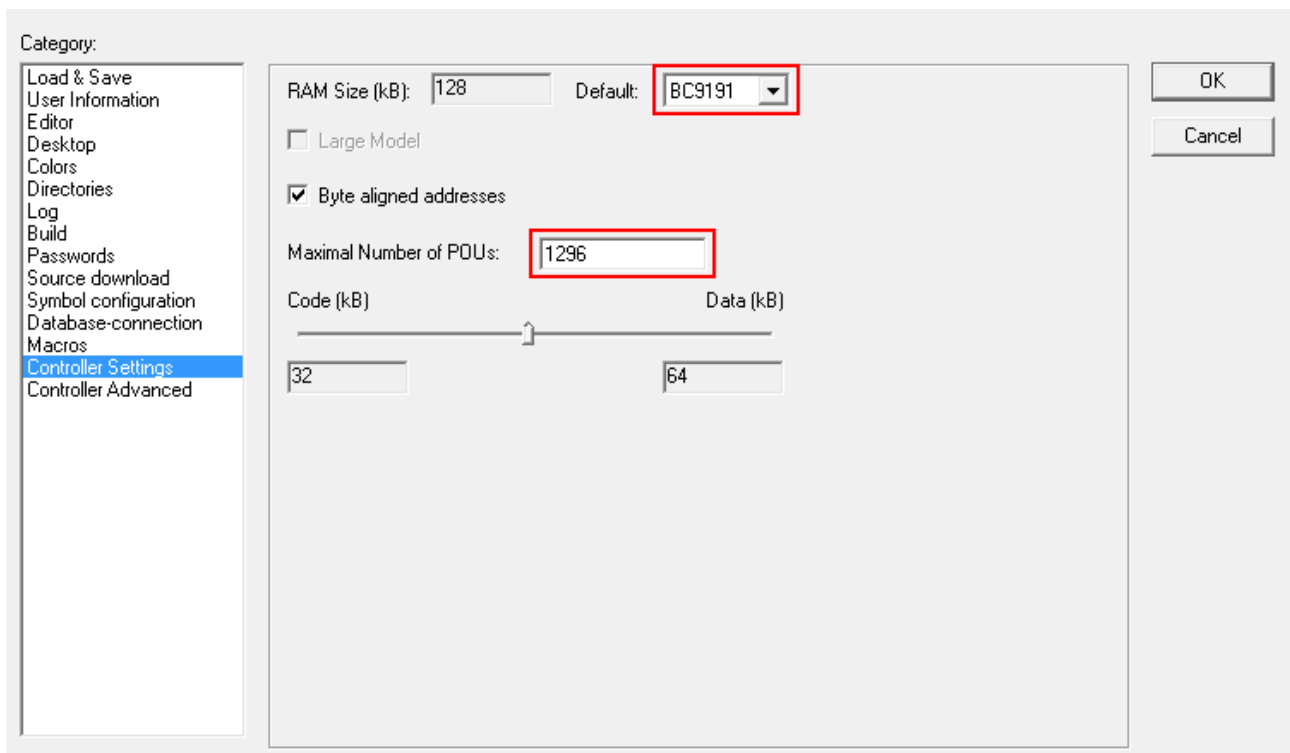 Category:
Load & Save
User Information
Editor
Desktop
Colors
Directories
Log
Build
Passwords
Source download
Symbol configuration
Database-connection
Macros
Controller Settings
Controller Advanced
RAM Size (kB): 128 Default: BC9191
Large Model
Byte aligned addresses
Maximal Number of POUs: 1296
Code (kB) Data (kB)
32 64
OK
Cancel